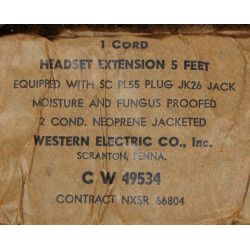 1 CORD
HEADSET EXTENSION 5 FEET
EQUIPPED WITH SC PL55 PLUG JK26 JACK
MOISTURE AND FUNGUS PROOFED
2 COND. NEOPRENE JACKETED
WESTERN ELECTRIC CO., Inc.
SCRANTON, PENNA.
CW 49534
CONTRACT NXSR 66804